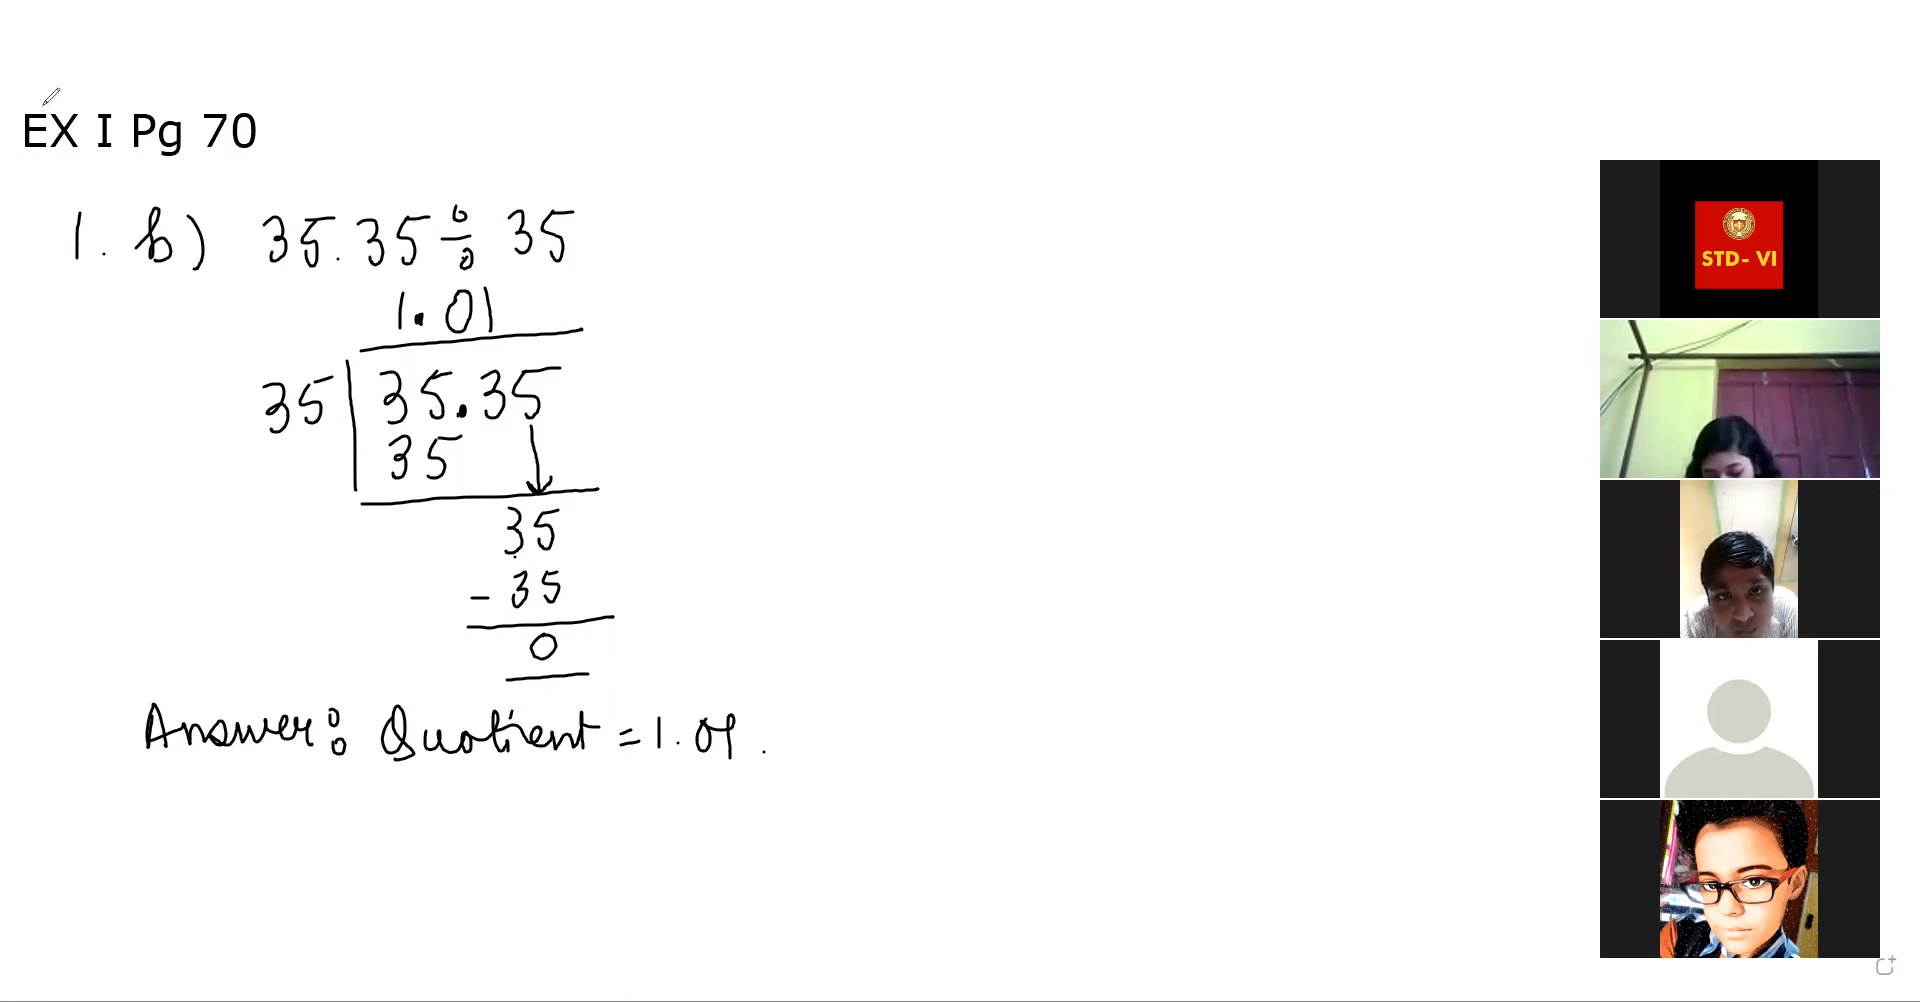 EX I Pg 70
1. b) 35.35 ÷ 35
1.01
35 35.35
35
35
- 35
0
Answer: Quotient = 1.01.
STD- VI